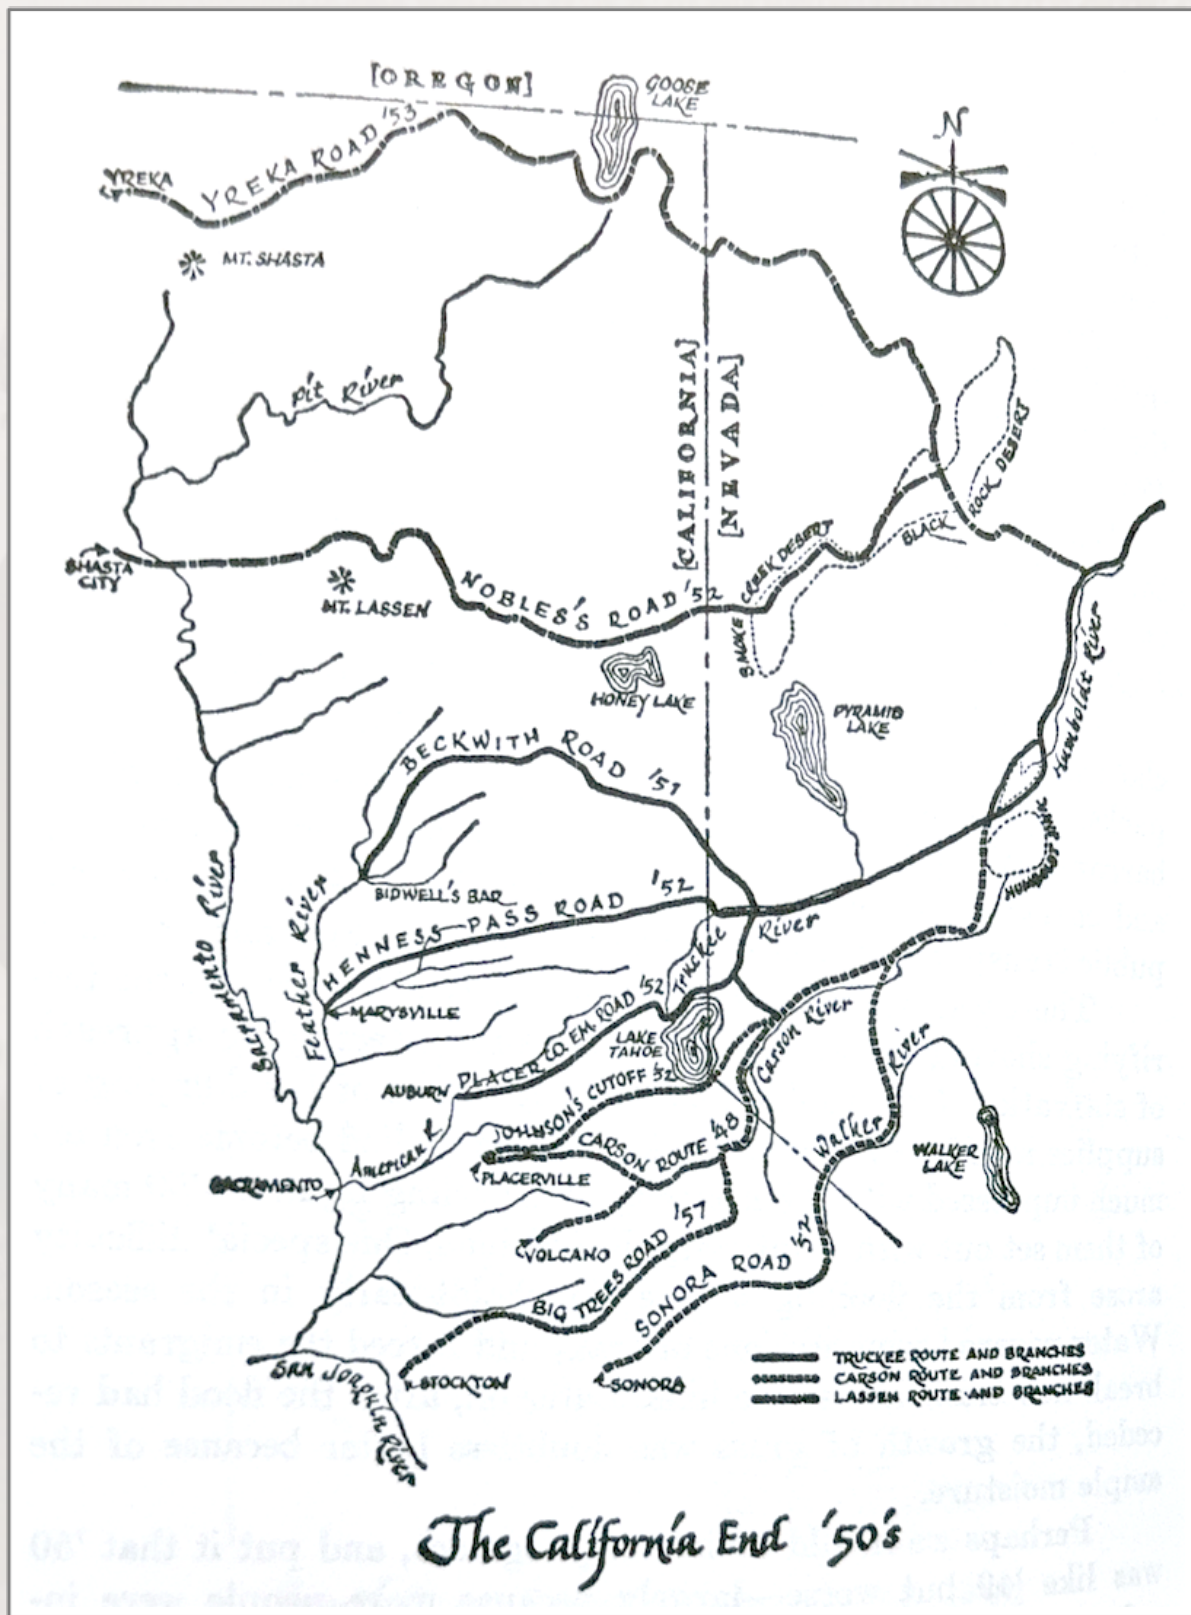 [OREGON]
GOOSE
LAKE
N
YREKA
YREKA ROAD '53
MT. SHASTA
Pit River
[CALIFORNIA]
[NEVADA]
BLACK ROCK DESERT
SHASTA
CITY
MT. LASSEN
NOBLES'S ROAD '52
SMOKE CREEK DESERT
HONEY LAKE
PYRAMID
LAKE
Humboldt River
BECKWITH ROAD '51
HUMBOLDT SINK
BIDWELL'S BAR
Sacramento River
Feather River
HENNESS PASS ROAD '52
Truckee River
MARYSVILLE
AUBURN
PLACER CO. EM. ROAD '52
LAKE
TAHOE
Carson River
JOHNSON'S CUTOFF '52
American R.
CARSON ROUTE '48
Walker River
WALKER
LAKE
SACRAMENTO
PLACERVILLE
VOLCANO
BIG TREES ROAD '57
SONORA ROAD '52
STOCKTON
SONORA
San Joaquin River
TRUCKEE ROUTE AND BRANCHES
CARSON ROUTE AND BRANCHES
LASSEN ROUTE AND BRANCHES
The California End '50's